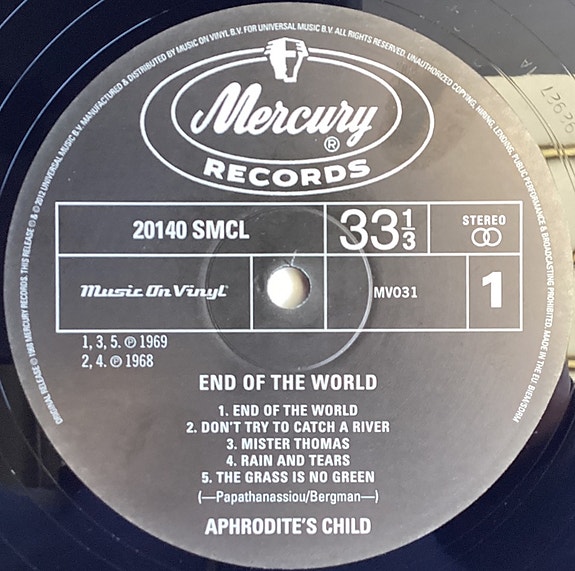 ORIGINAL RELEASE ℗ 1968 MERCURY RECORDS. THIS RELEASE ℗ & © 2012 UNIVERSAL MUSIC B.V. MANUFACTURED & DISTRIBUTED BY MUSIC ON VINYL B.V. FOR UNIVERSAL MUSIC B.V. ALL RIGHTS RESERVED. UNAUTHORIZED COPYING, HIRING, LENDING, PUBLIC PERFORMANCE & BROADCASTING PROHIBITED. MADE IN THE EU. BIEM/SDRM
Mercury®
RECORDS
20140 SMCL
33 1/3
STEREO
Music On Vinyl
MV031
1
1, 3, 5. ℗ 1969
2, 4. ℗ 1968
END OF THE WORLD
1. END OF THE WORLD
2. DON'T TRY TO CATCH A RIVER
3. MISTER THOMAS
4. RAIN AND TEARS
5. THE GRASS IS NO GREEN
(—Papathanassiou/Bergman—)
APHRODITE'S CHILD
92927